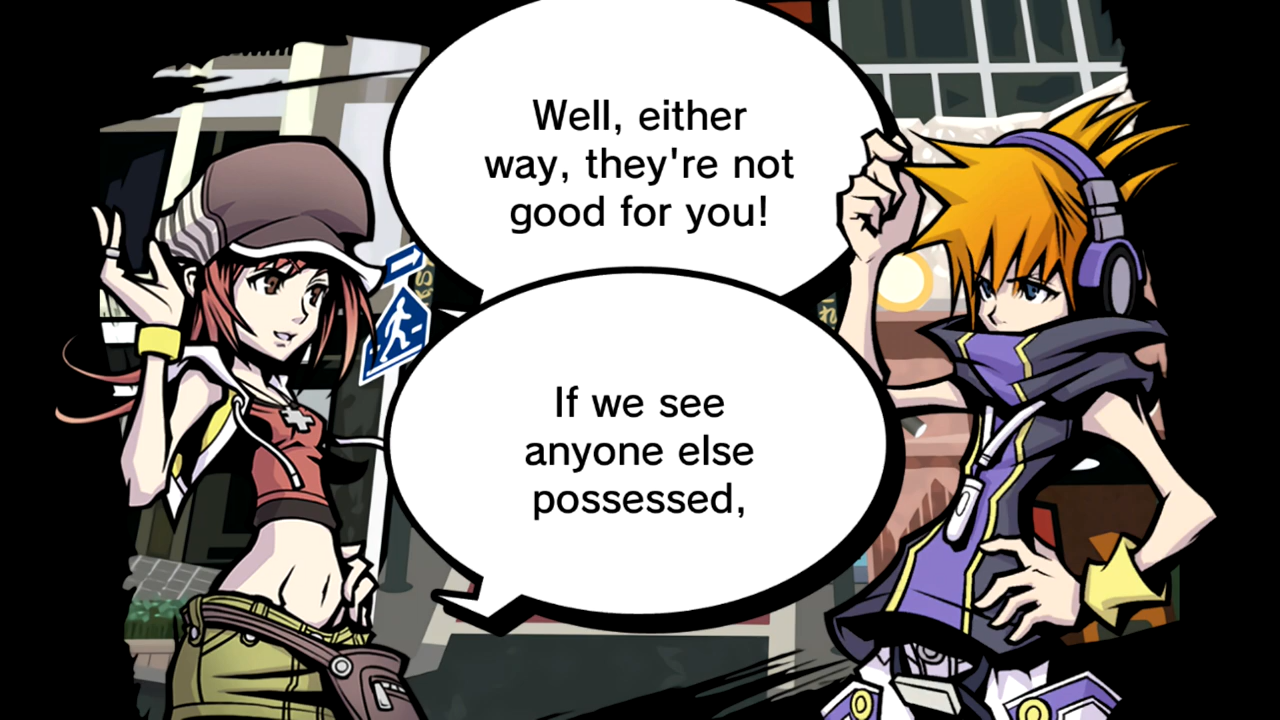 Well, either
way, they're not
good for you!
If we see
anyone else
possessed,